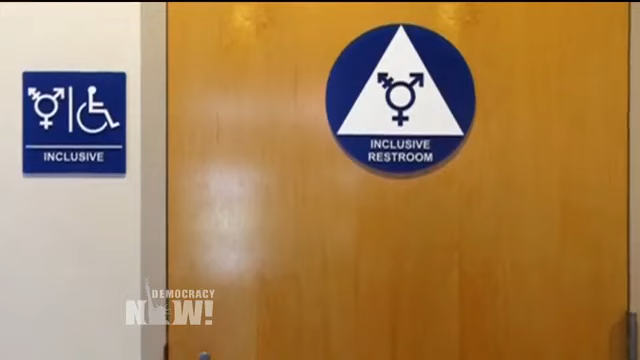 INCLUSIVE
INCLUSIVE
RESTROOM
DEMOCRACY
NOW!